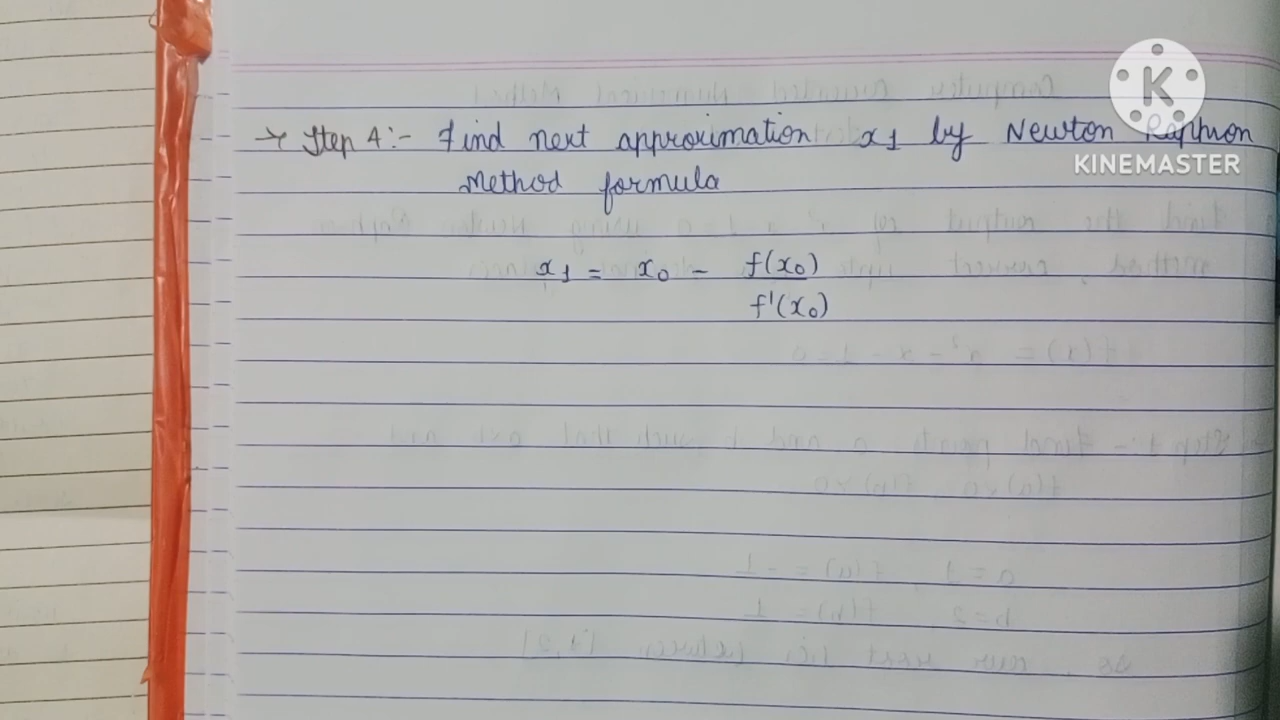 → Step 4:- Find next approximation x1 by Newton Raphson
Method formula
x1 = x0 - f(x0)
f'(x0)
KINEMASTER